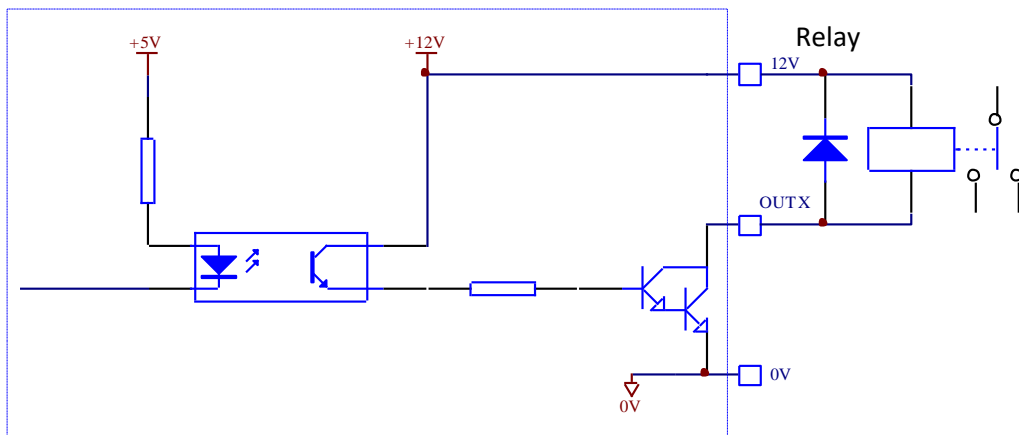 Relay
+5V
+12V
12V
OUTX
0V
0V